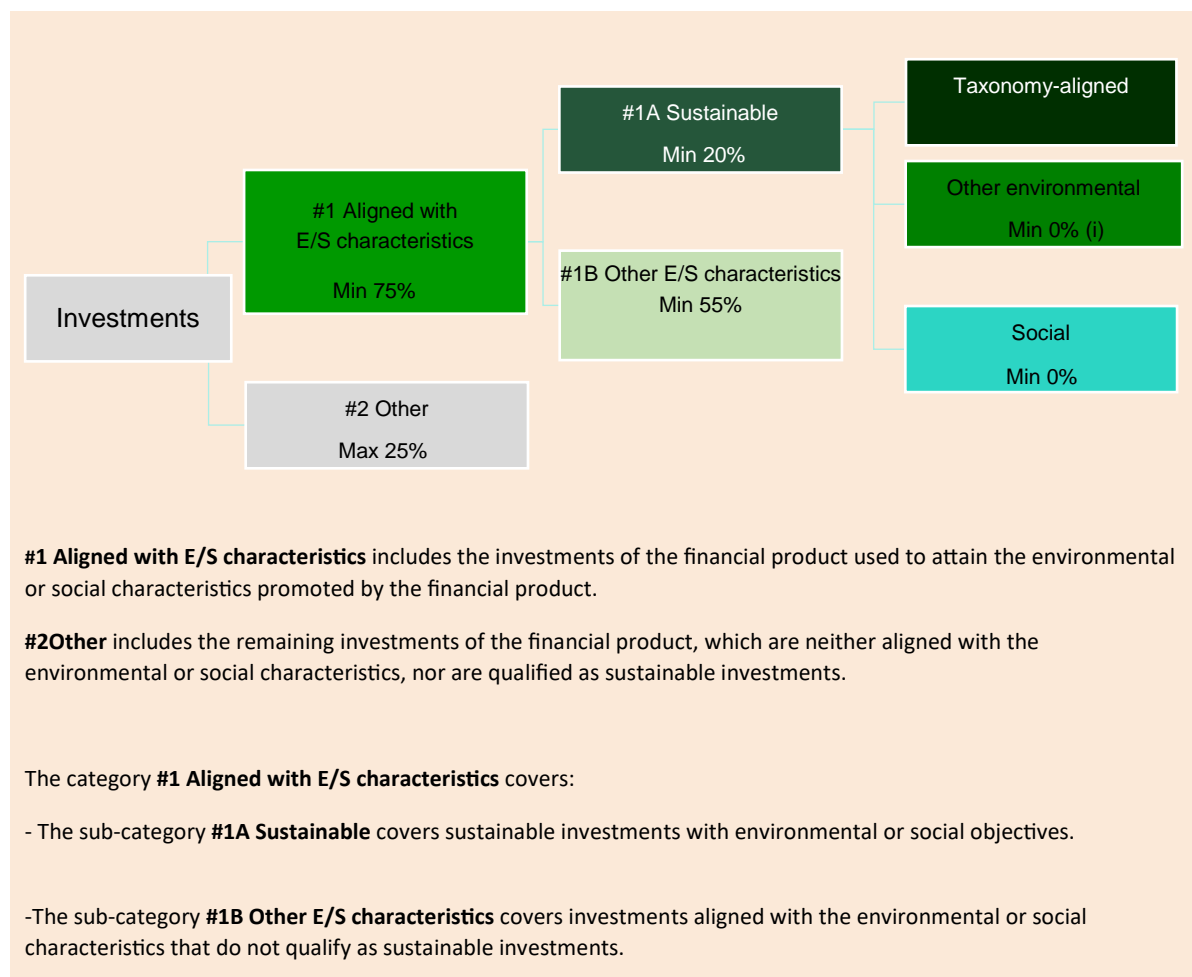 Taxonomy-aligned
#1A Sustainable
Min 20%
Other environmental
Min 0% (i)
#1 Aligned with
E/S characteristics
Min 75%
#1B Other E/S characteristics
Min 55%
Investments
Social
Min 0%
#2 Other
Max 25%
#1 Aligned with E/S characteristics includes the investments of the financial product used to attain the environmental
or social characteristics promoted by the financial product.
#2Other includes the remaining investments of the financial product, which are neither aligned with the
environmental or social characteristics, nor are qualified as sustainable investments.
The category #1 Aligned with E/S characteristics covers:
- The sub-category #1A Sustainable covers sustainable investments with environmental or social objectives.
-The sub-category #1B Other E/S characteristics covers investments aligned with the environmental or social
characteristics that do not qualify as sustainable investments.